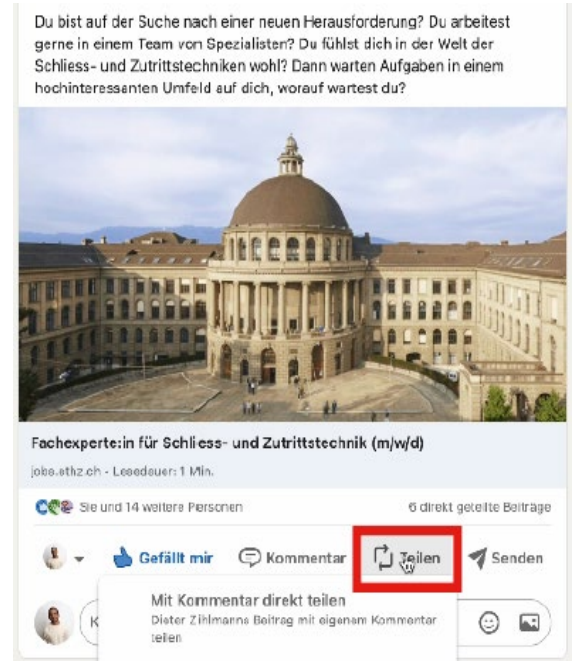 Du bist auf der Suche nach einer neuen Herausforderung? Du arbeitest
gerne in einem Team von Spezialisten? Du fühlst dich in der Welt der
Schliess- und Zutrittstechniken wohl? Dann warten Aufgaben in einem
hochinteressanten Umfeld auf dich, worauf wartest du?
Fachexperte:in für Schliess- und Zutrittstechnik (m/w/d)
jobs.ethz.ch - Lesedauer: 1 Min.
Sie und 14 weitere Personen 6 direkt geteilte Beiträge
Gefällt mir Kommentar Teilen Senden
K
Mit Kommentar direkt teilen
Dieter Zihlmanns Beitrag mit eigenem Kommentar
teilen